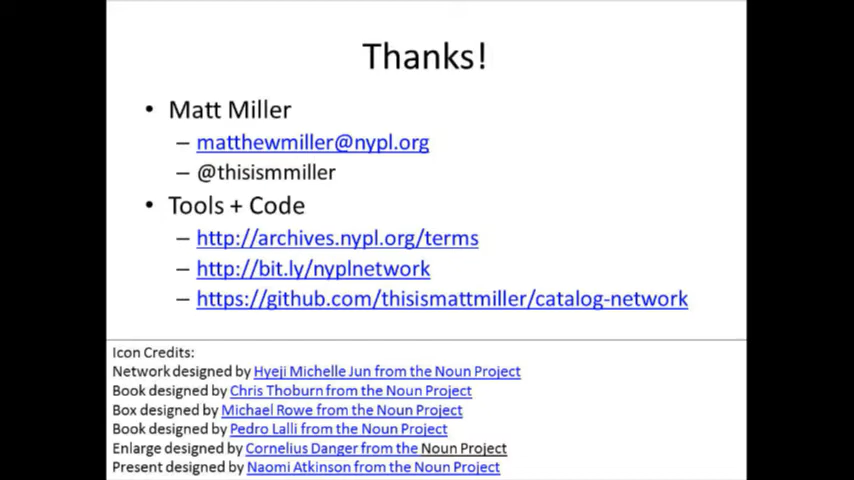 Thanks!
• Matt Miller
– matthewmiller@nypl.org
– @thisismmiller
• Tools + Code
– http://archives.nypl.org/terms
– http://bit.ly/nyplnetwork
– https://github.com/thisismattmiller/catalog-network
Icon Credits:
Network designed by Hyeji Michelle Jun from the Noun Project
Book designed by Chris Thoburn from the Noun Project
Box designed by Michael Rowe from the Noun Project
Book designed by Pedro Lalli from the Noun Project
Enlarge designed by Cornelius Danger from the Noun Project
Present designed by Naomi Atkinson from the Noun Project